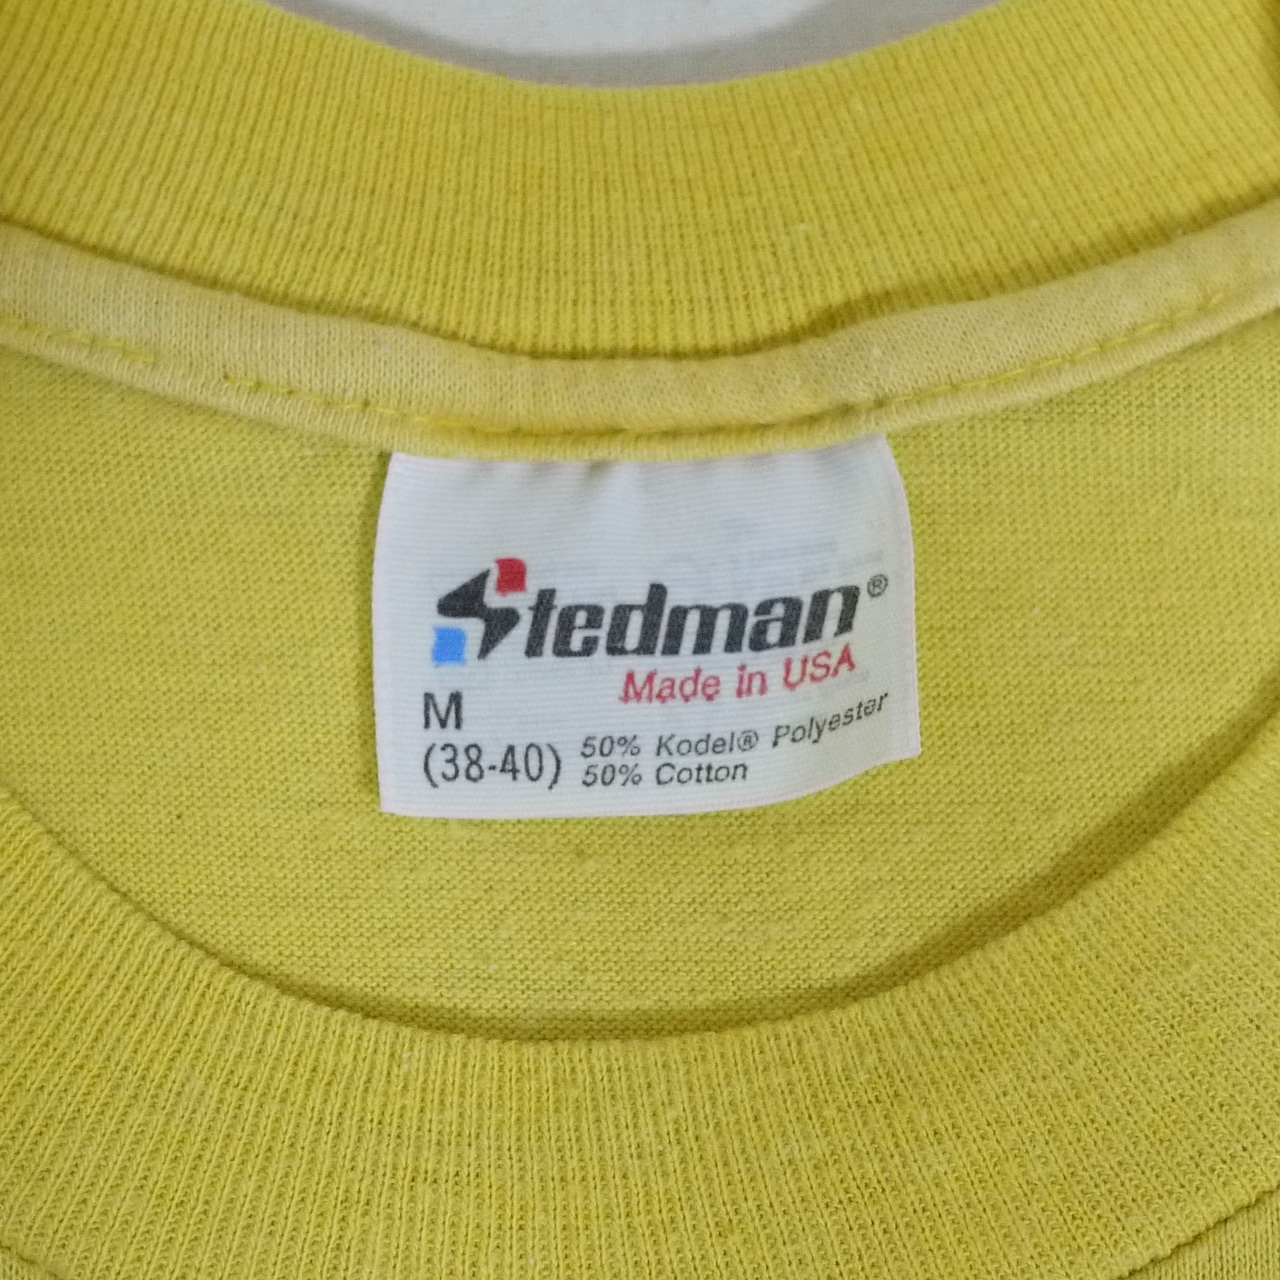 Stedman®
Made in USA
M
(38-40)
50% Kodel® Polyester
50% Cotton